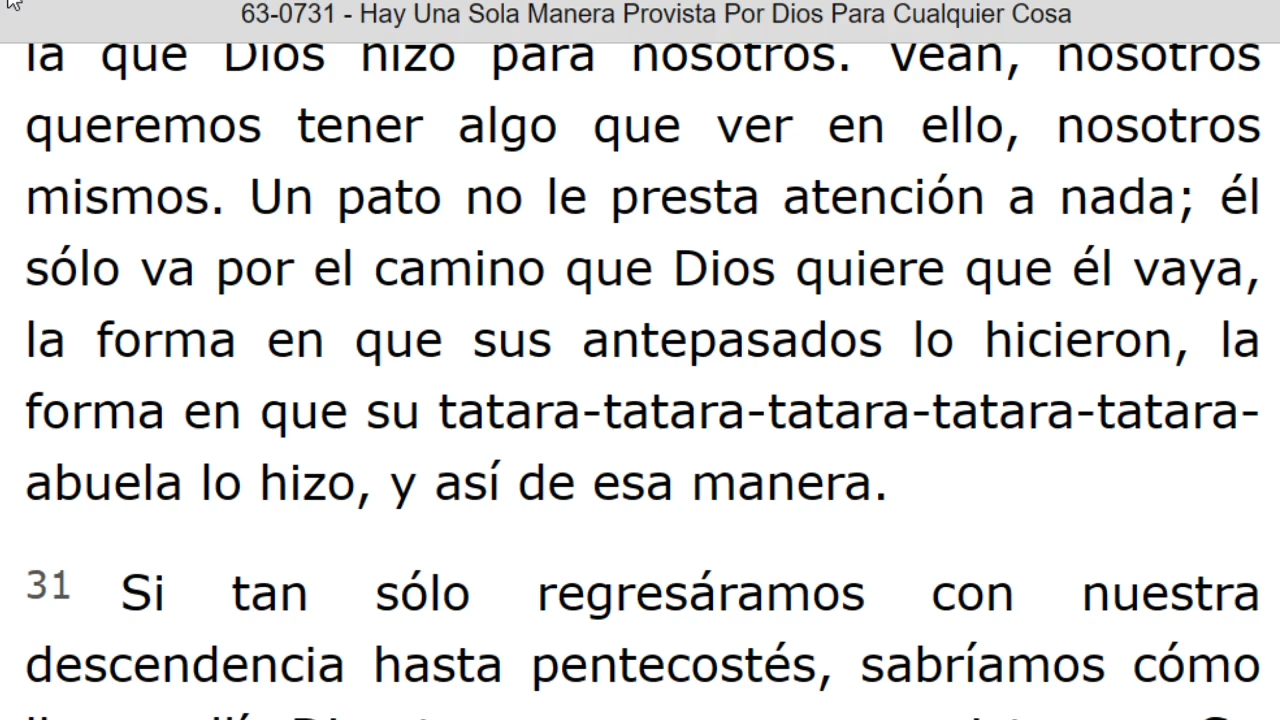 63-0731 - Hay Una Sola Manera Provista Por Dios Para Cualquier Cosa
la que Dios hizo para nosotros. Vean, nosotros
queremos tener algo que ver en ello, nosotros
mismos. Un pato no le presta atención a nada; él
sólo va por el camino que Dios quiere que él vaya,
la forma en que sus antepasados lo hicieron, la
forma en que su tatara-tatara-tatara-tatara-tatara-
abuela lo hizo, y así de esa manera.
31 Si tan sólo regresáramos con nuestra
descendencia hasta pentecostés, sabríamos cómo